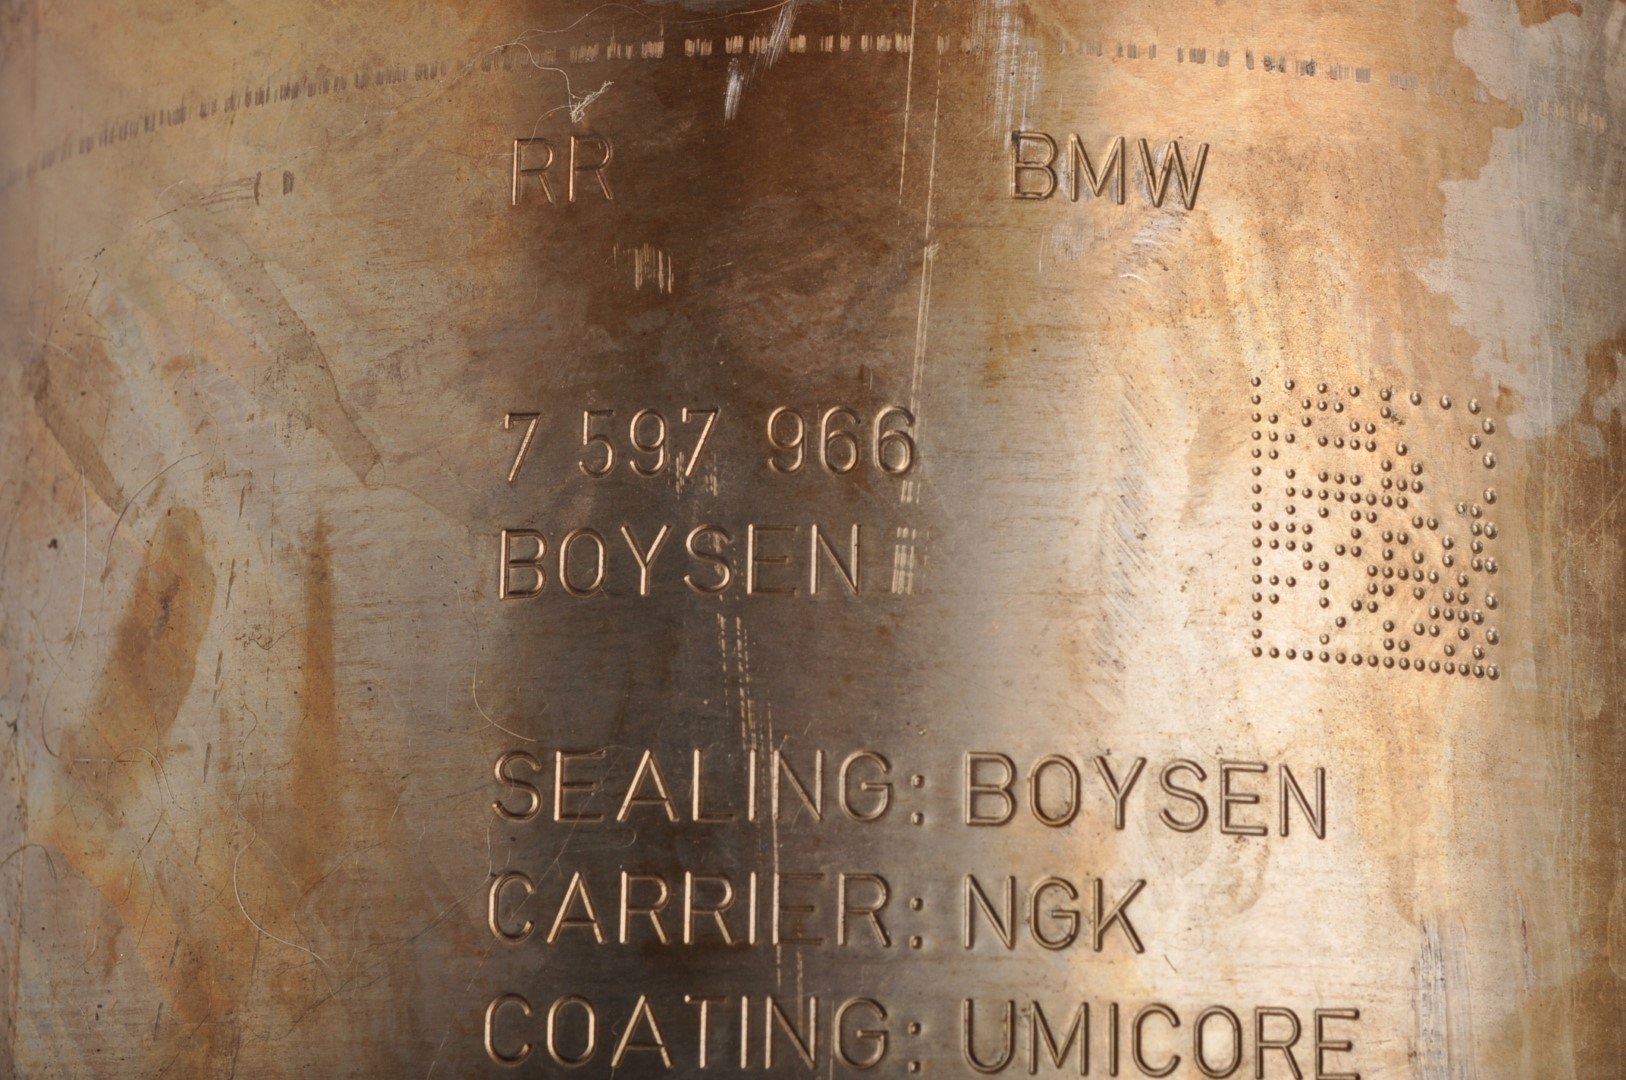 RR BMW
7 597 966
BOYSEN
SEALING: BOYSEN
CARRIER: NGK
COATING: UMICORE